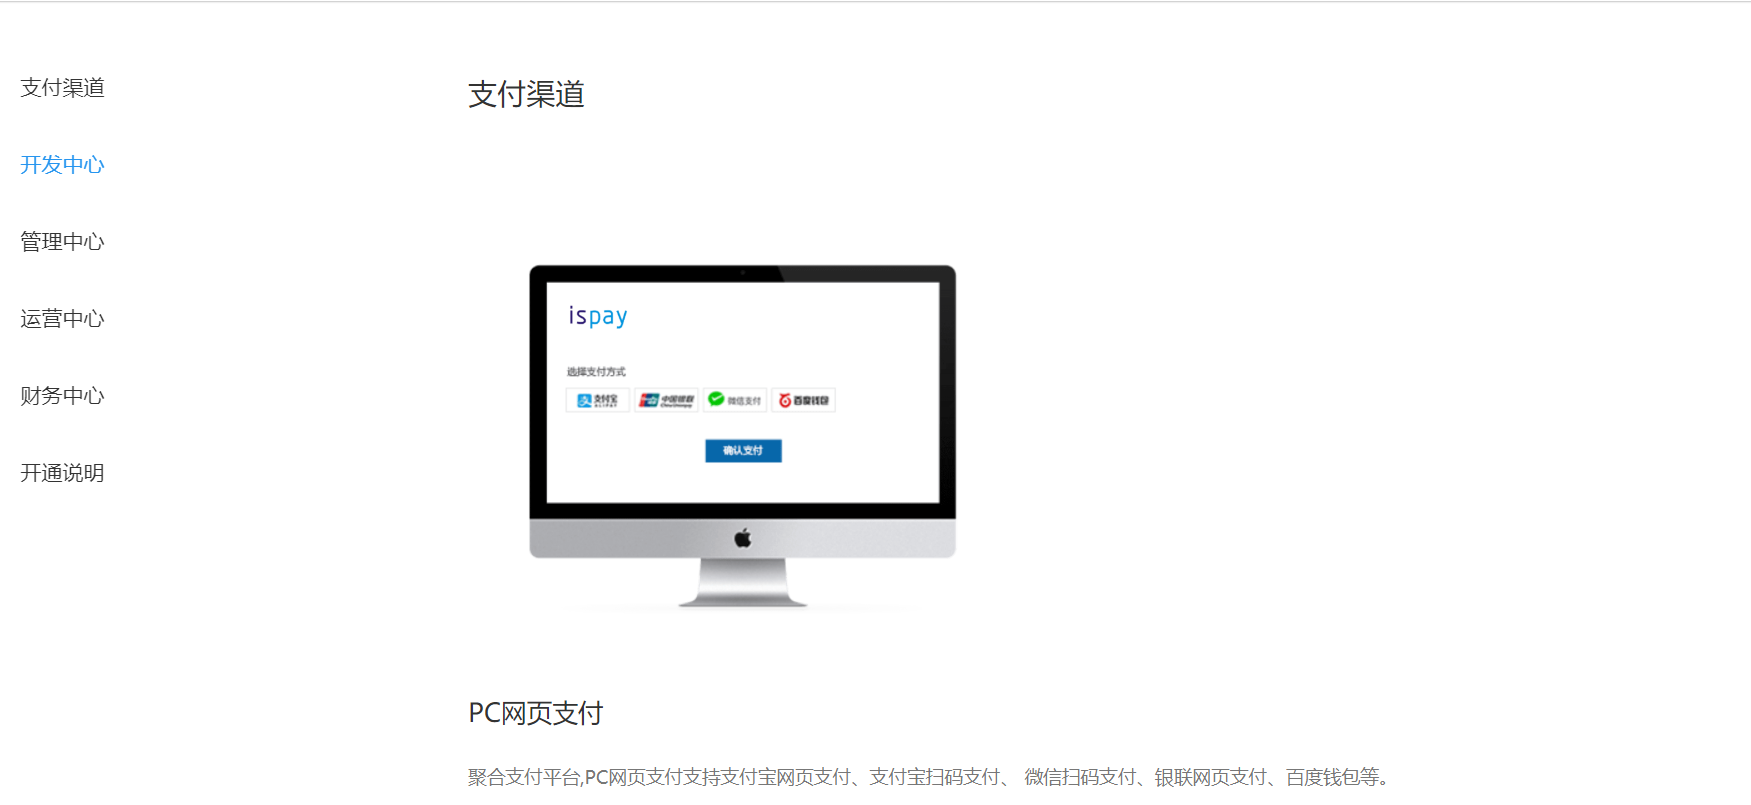 支付渠道
开发中心
管理中心
运营中心
财务中心
开通说明
支付渠道
ispay
选择支付方式
支付宝 ALIPAY 中国银联 China Unionpay 微信支付 百度钱包
确认支付
PC网页支付
聚合支付平台,PC网页支付支持支付宝网页支付、支付宝扫码支付、 微信扫码支付、银联网页支付、百度钱包等。